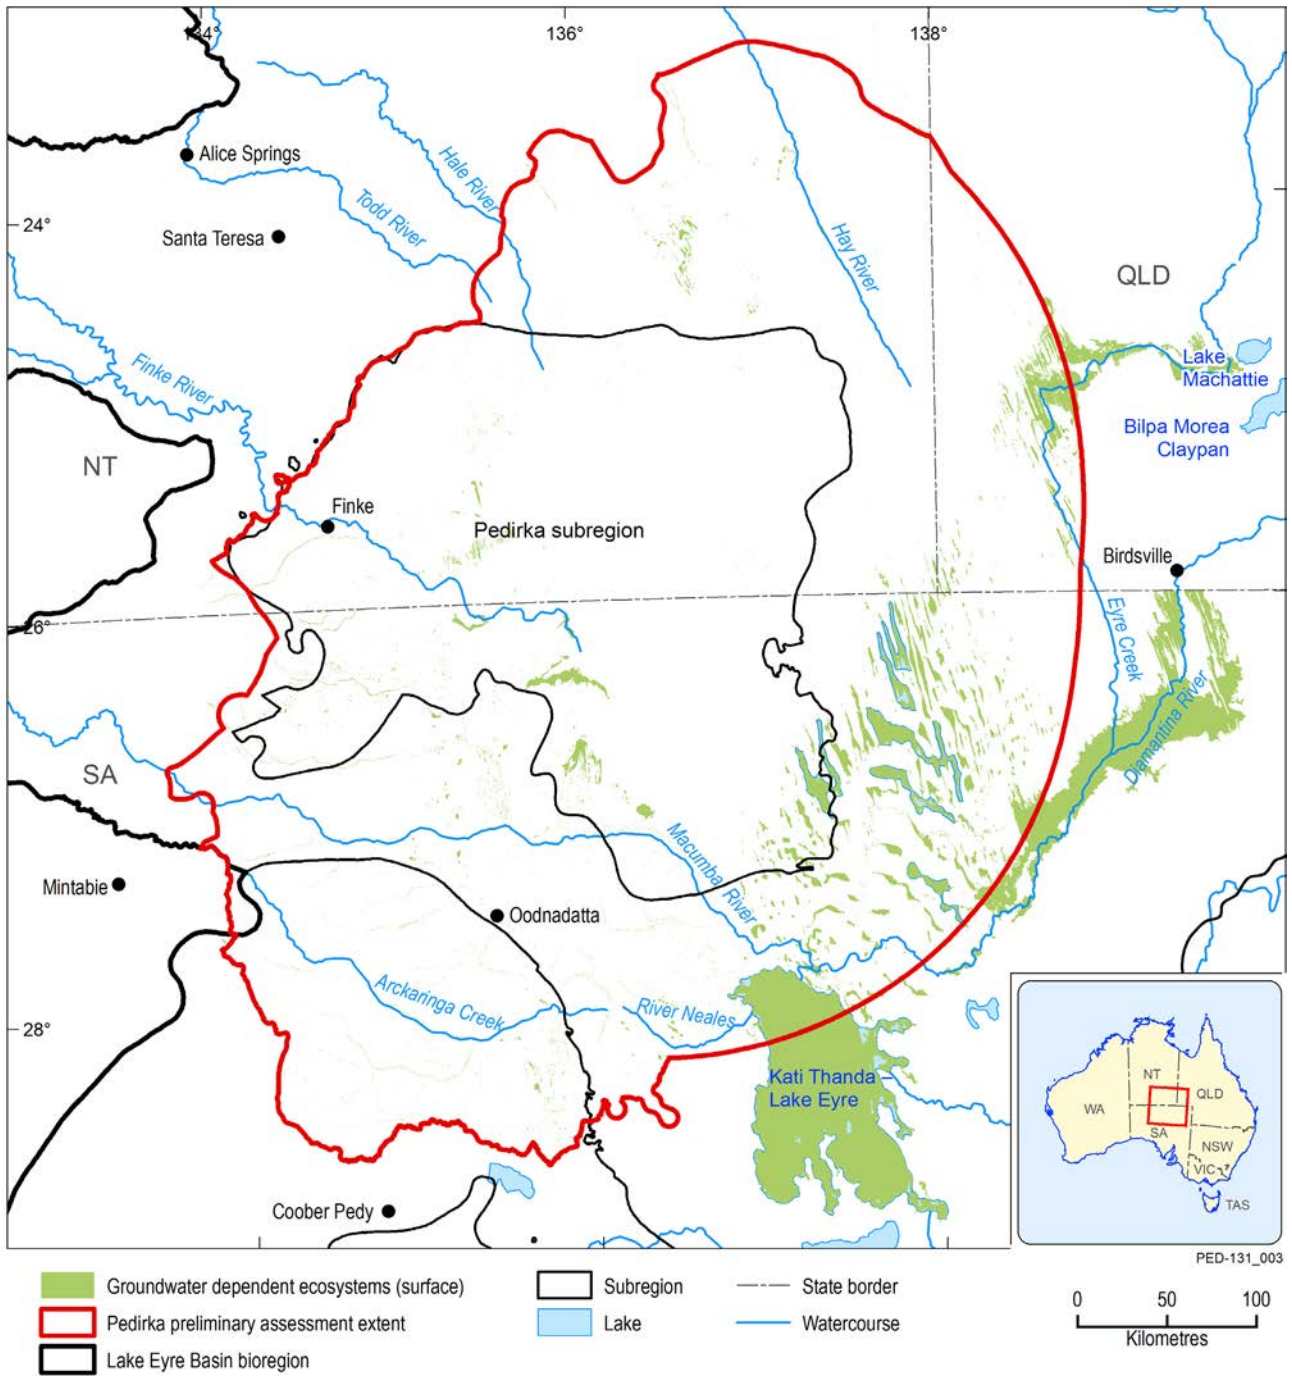 134°
136°
138°
Alice Springs
Hale River
Todd River
Santa Teresa
24°
Hay River
QLD
Lake
Machattie
Finke River
Bilpa Morea
Claypan
NT
Finke
Pedirka subregion
Birdsville
26°
Eyre Creek
Diamantina River
SA
Macumba River
Mintabie
Oodnadatta
Arckaringa Creek
River Neales
28°
Kati Thanda –
Lake Eyre
Coober Pedy
NT
QLD
WA
SA
NSW
VIC
TAS
PED-131_003
Groundwater dependent ecosystems (surface)
Subregion
State border
Pedirka preliminary assessment extent
Lake
Watercourse
Lake Eyre Basin bioregion
0 50 100
Kilometres